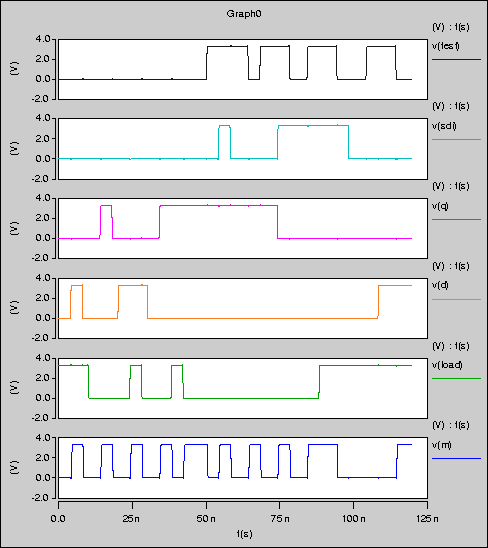 Graph0
(V) : t(s)
v(test)
4.0
2.0
0.0
-2.0
(V)
(V) : t(s)
v(sdi)
4.0
2.0
0.0
-2.0
(V)
(V) : t(s)
v(q)
4.0
2.0
0.0
-2.0
(V)
(V) : t(s)
v(d)
4.0
2.0
0.0
-2.0
(V)
(V) : t(s)
v(load)
4.0
2.0
0.0
-2.0
(V)
(V) : t(s)
v(m)
4.0
2.0
0.0
-2.0
(V)
0.0 25n 50n 75n 100n 125n
t(s)